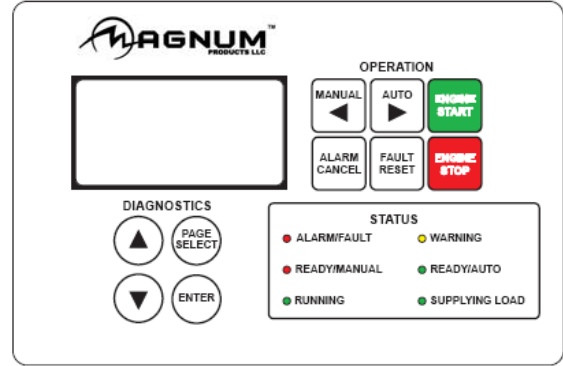 MAGNUM™
PRODUCTS LLC
OPERATION
MANUAL
AUTO
ENGINE
START
ALARM
CANCEL
FAULT
RESET
ENGINE
STOP
DIAGNOSTICS
PAGE
SELECT
ENTER
STATUS
ALARM/FAULT
WARNING
READY/MANUAL
READY/AUTO
RUNNING
SUPPLYING LOAD